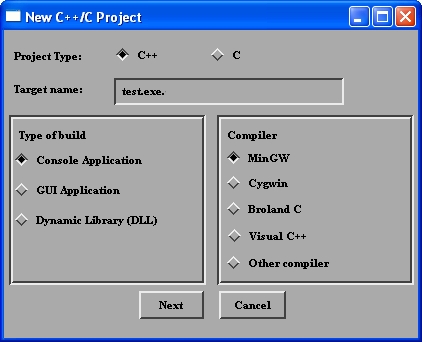 New C++/C Project
Project Type: C++ C
Target name: test.exe.
Type of build
Console Application
GUI Application
Dynamic Library (DLL)
Compiler
MinGW
Cygwin
Broland C
Visual C++
Other compiler
Next Cancel